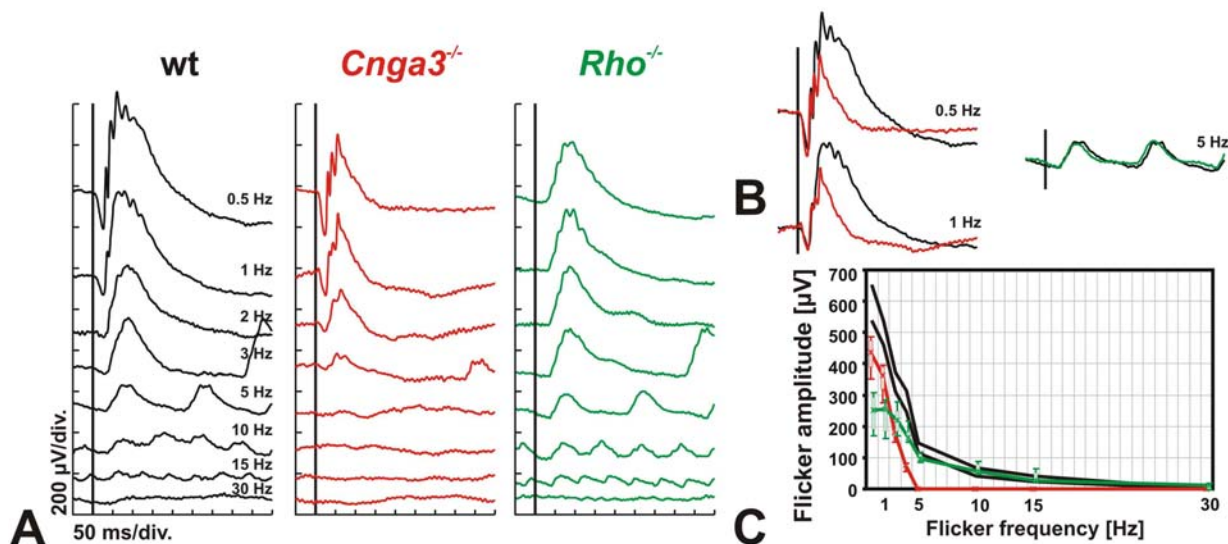 wt
Cnga3-/-
Rho-/-
0.5 Hz
1 Hz
2 Hz
3 Hz
5 Hz
10 Hz
15 Hz
30 Hz
200 µV/div.
50 ms/div.
A
0.5 Hz
1 Hz
5 Hz
B
700
600
500
400
300
200
100
0
Flicker amplitude [µV]
1 5 10 15 30
Flicker frequency [Hz]
C